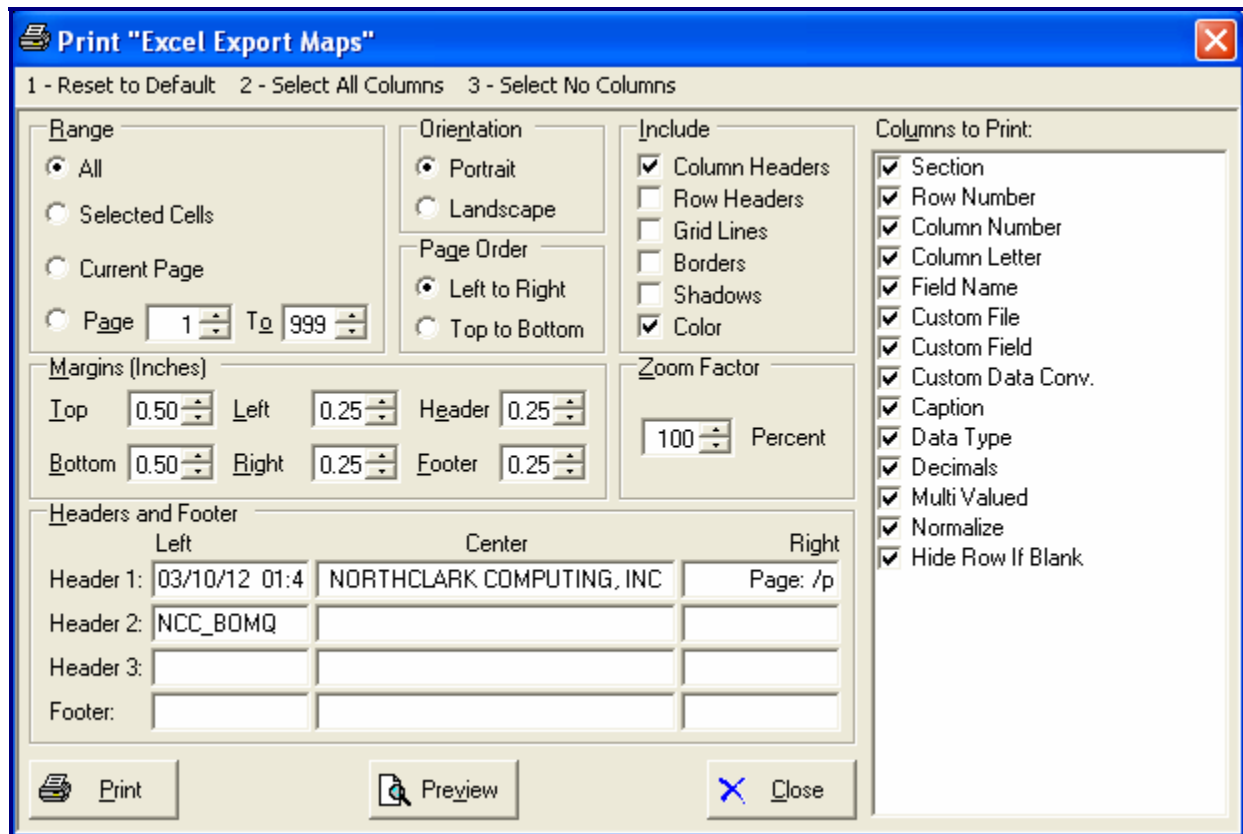 Print "Excel Export Maps"
1 - Reset to Default 2 - Select All Columns 3 - Select No Columns
Range
All
Selected Cells
Current Page
Page 1 To 999
Orientation
Portrait
Landscape
Page Order
Left to Right
Top to Bottom
Include
Column Headers
Row Headers
Grid Lines
Borders
Shadows
Color
Margins (Inches)
Top 0.50 Left 0.25 Header 0.25
Bottom 0.50 Right 0.25 Footer 0.25
Zoom Factor
100 Percent
Headers and Footer
Left Center Right
Header 1: 03/10/12 01:4 NORTHCLARK COMPUTING, INC Page: /p
Header 2: NCC_BOMQ
Header 3:
Footer:
Columns to Print:
Section
Row Number
Column Number
Column Letter
Field Name
Custom File
Custom Field
Custom Data Conv.
Caption
Data Type
Decimals
Multi Valued
Normalize
Hide Row If Blank
Print Preview Close